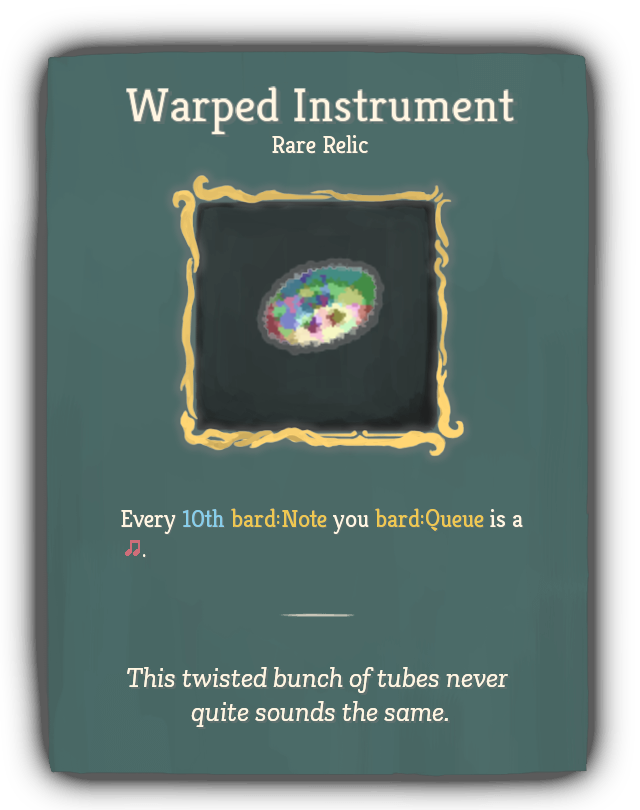 Warped Instrument
Rare Relic
Every 10th bard:Note you bard:Queue is a
♫.
This twisted bunch of tubes never
quite sounds the same.